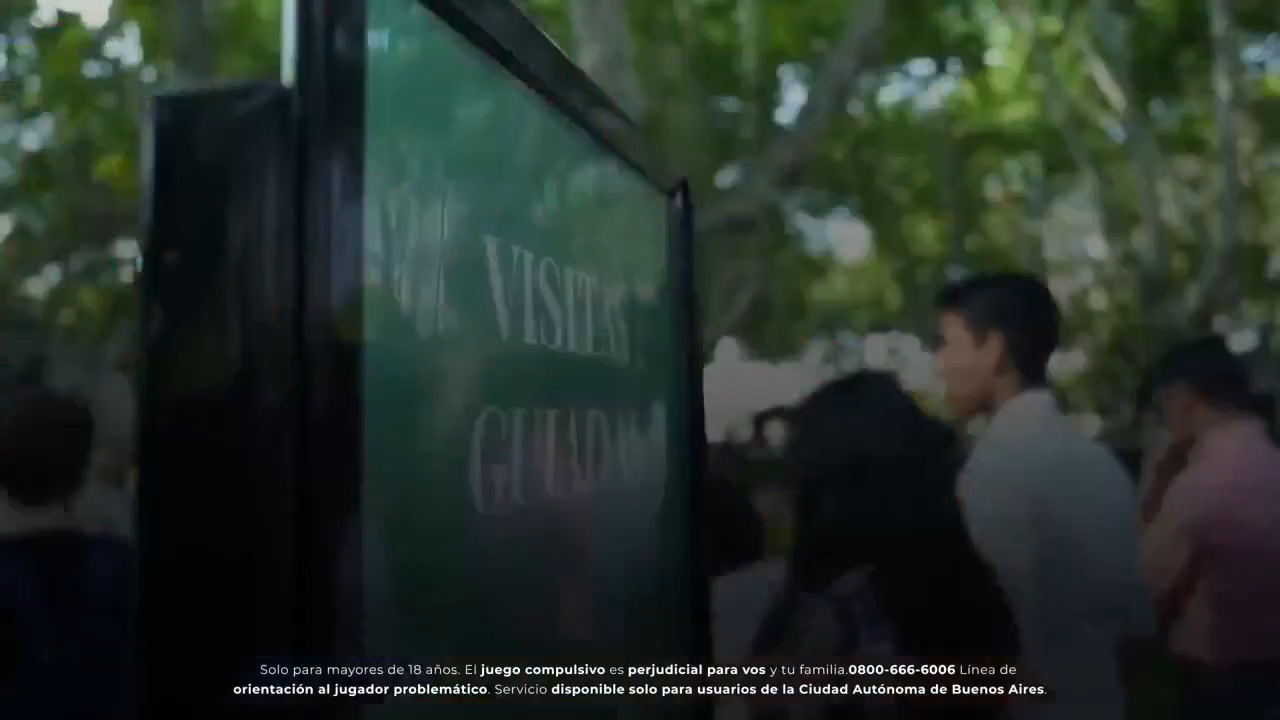 VISITAS
GUIADAS
Solo para mayores de 18 años. El juego compulsivo es perjudicial para vos y tu familia.0800-666-6006 Línea de
orientación al jugador problemático. Servicio disponible solo para usuarios de la Ciudad Autónoma de Buenos Aires.